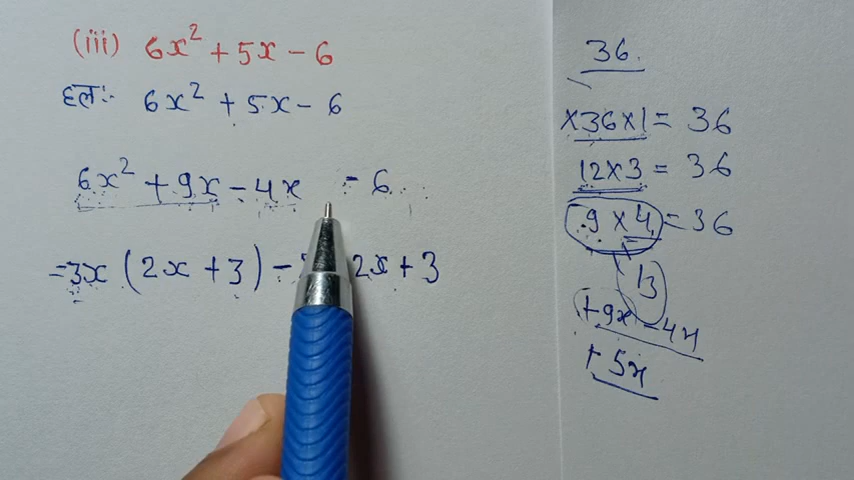 (iii) 6x² + 5x - 6
हलः- 6x² + 5x - 6
6x² + 9x - 4x - 6
= 3x (2x + 3) - 2x + 3
36
x 36 x 1 = 36
12 x 3 = 36
9 x 4 = 36
13
+ 9x - 4x
+ 5x